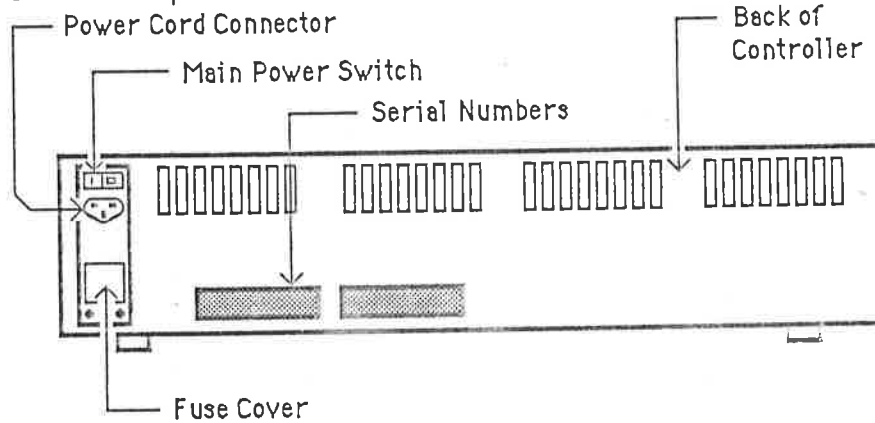 Power Cord Connector
Back of
Controller
Main Power Switch
Serial Numbers
Fuse Cover